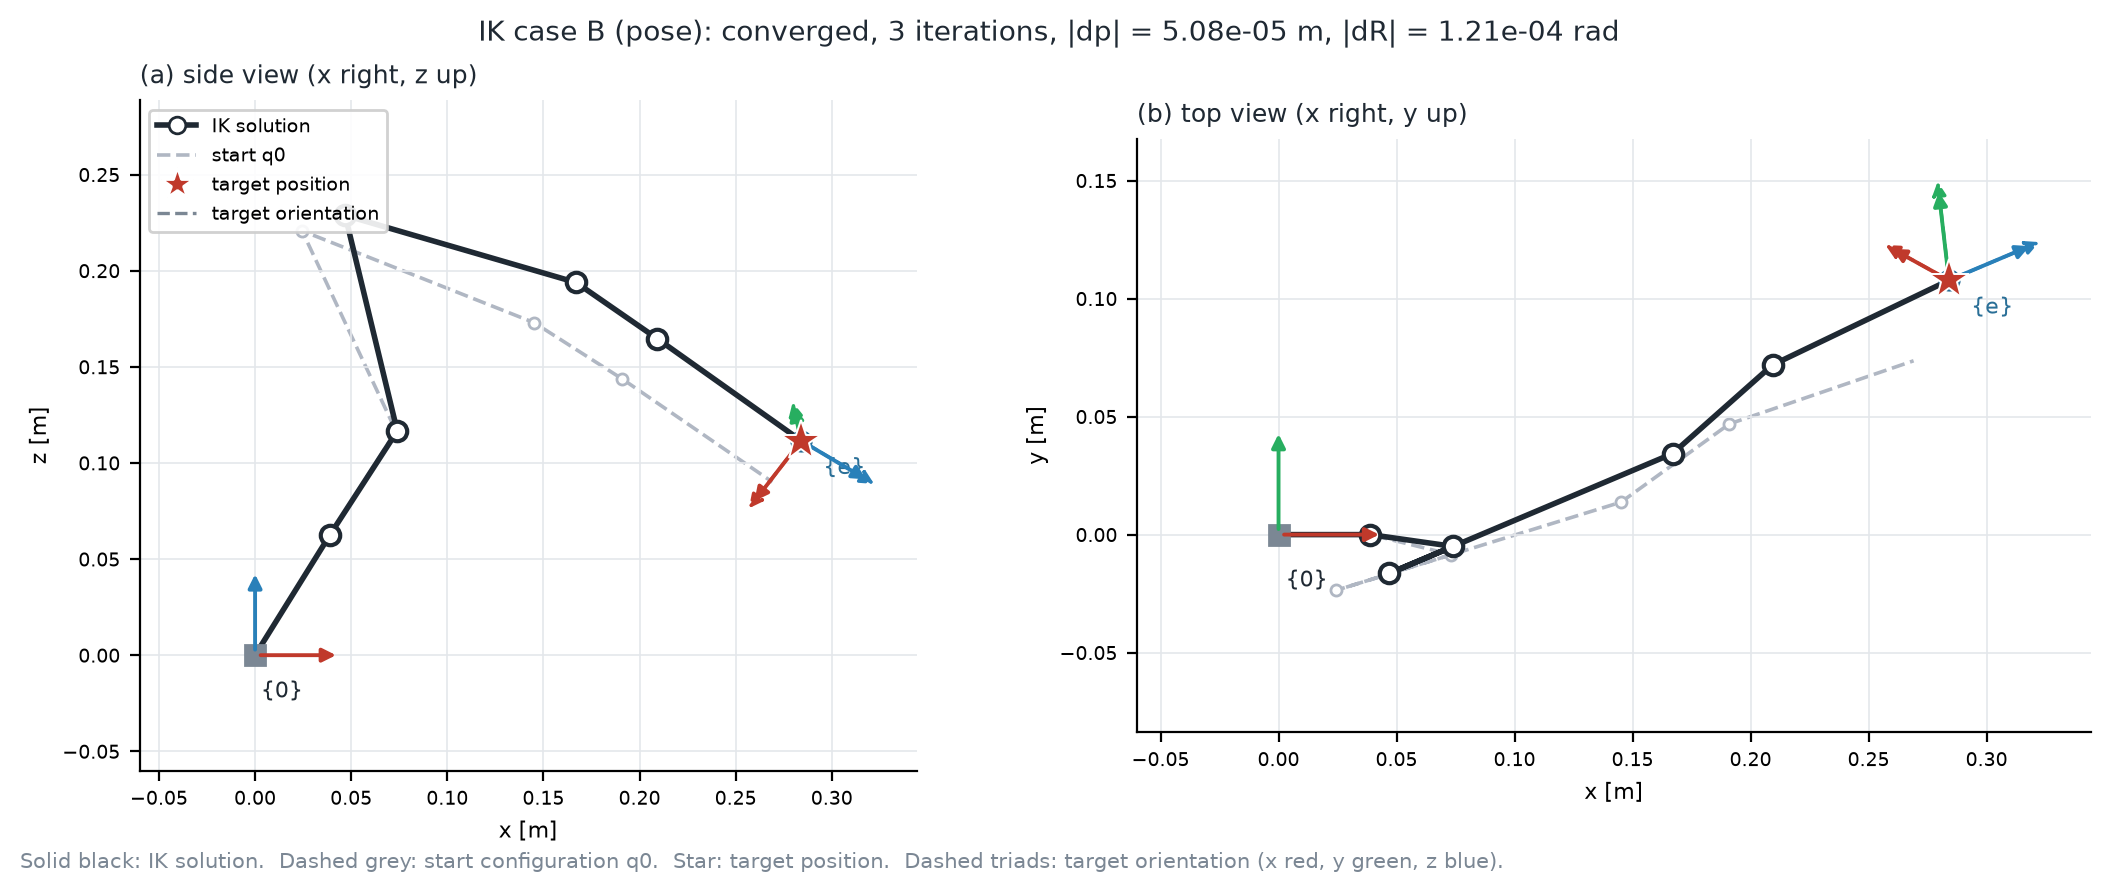 IK case B (pose): converged, 3 iterations, |dp| = 5.08e-05 m, |dR| = 1.21e-04 rad
(a) side view (x right, z up)
IK solution
start q0
target position
target orientation
0.25
0.20
0.15
0.10
0.05
0.00
−0.05
z [m]
{e}
{0}
−0.05
0.00
0.05
0.10
0.15
0.20
0.25
0.30
x [m]
(b) top view (x right, y up)
0.15
0.10
0.05
0.00
−0.05
y [m]
{e}
{0}
−0.05
0.00
0.05
0.10
0.15
0.20
0.25
0.30
x [m]
Solid black: IK solution.  Dashed grey: start configuration q0.  Star: target position.  Dashed triads: target orientation (x red, y green, z blue).